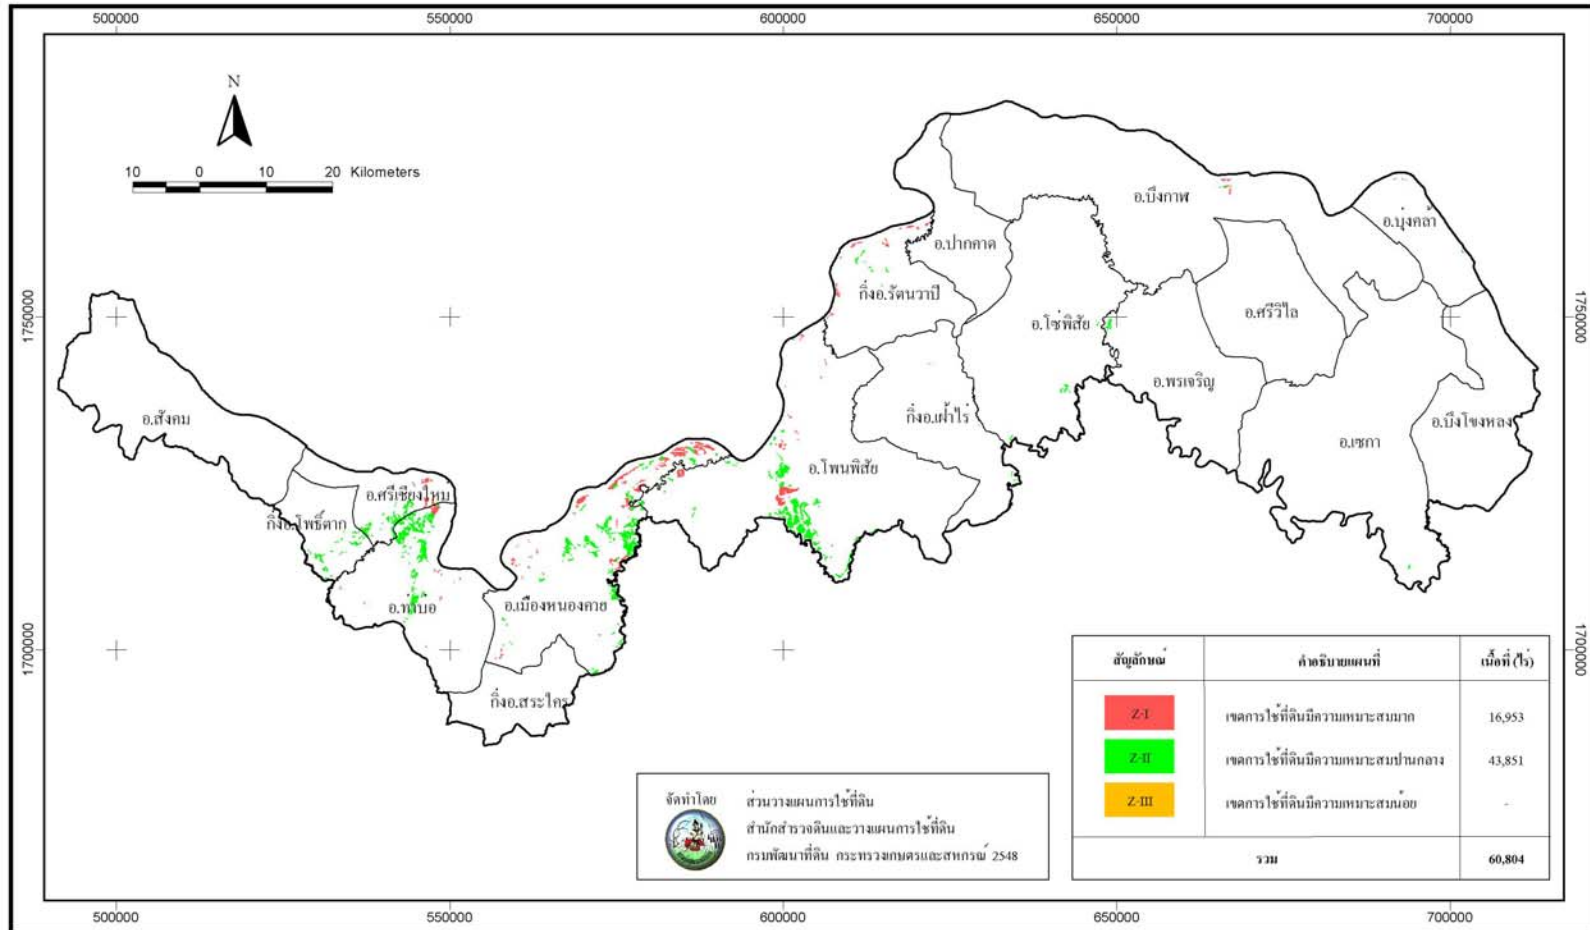 500000 550000 600000 650000 700000
N
10 0 10 20 Kilometers
อ.บึงกาฬ
อ.บุ่งคล้า
อ.ปากคาด
กิ่งอ.รัตนวาปี
1750000
1750000
อ.โซ่พิสัย
อ.ศรีวิไล
อ.พรเจริญ
อ.สังคม
กิ่งอ.เฝ้าไร่
อ.เซกา
อ.บึงโขงหลง
อ.โพนพิสัย
อ.ศรีเชียงใหม่
กิ่งอ.โพธิ์ตาก
อ.ท่าบ่อ
อ.เมืองหนองคาย
1700000
1700000
กิ่งอ.สระใคร
สัญลักษณ์ คำอธิบายแผนที่ เนื้อที่ (ไร่)
Z-I เขตการใช้ที่ดินมีความเหมาะสมมาก 16,953
Z-II เขตการใช้ที่ดินมีความเหมาะสมปานกลาง 43,851
Z-III เขตการใช้ที่ดินมีความเหมาะสมน้อย -
รวม 60,804
จัดทำโดย ส่วนวางแผนการใช้ที่ดิน
สำนักสำรวจดินและวางแผนการใช้ที่ดิน
กรมพัฒนาที่ดิน กระทรวงเกษตรและสหกรณ์ 2548
500000 550000 600000 650000 700000